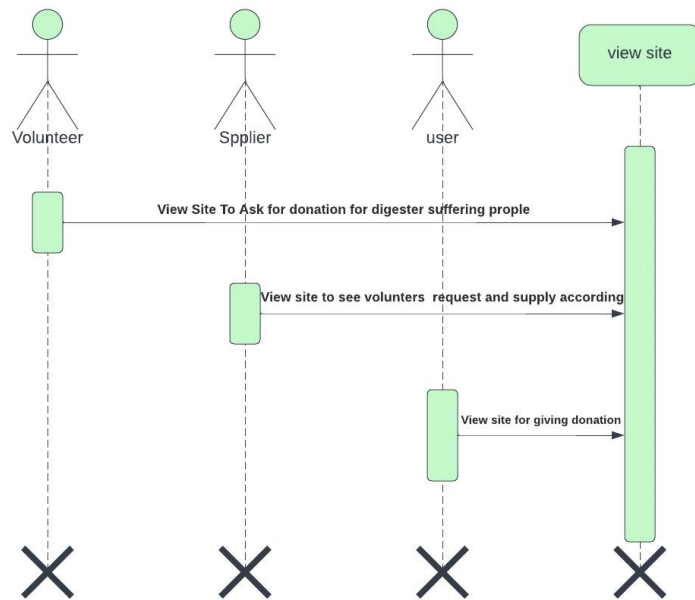 view site
Volunteer
Spplier
user
View Site To Ask for donation for digester suffering prople
View site to see volunters request and supply according
View site for giving donation